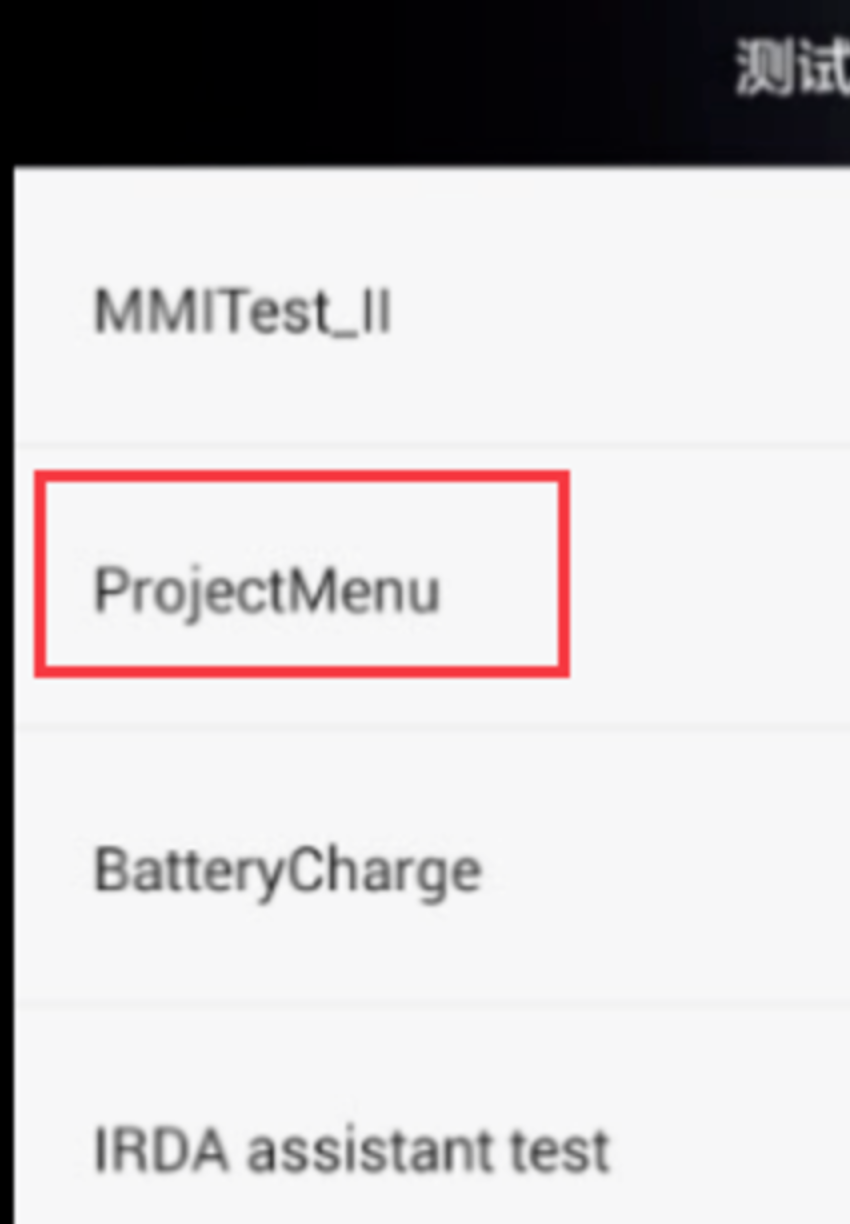 测试
MMITest_II
ProjectMenu
BatteryCharge
IRDA assistant test